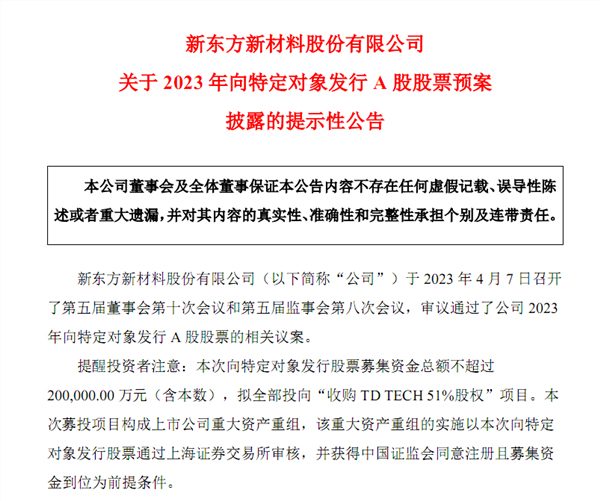 新东方新材料股份有限公司
关于 2023 年向特定对象发行 A 股股票预案
披露的提示性公告
本公司董事会及全体董事保证本公告内容不存在任何虚假记载、误导性陈
述或者重大遗漏，并对其内容的真实性、准确性和完整性承担个别及连带责任。
新东方新材料股份有限公司（以下简称“公司”）于 2023 年 4 月 7 日召开
了第五届董事会第十次会议和第五届监事会第八次会议，审议通过了公司 2023
年向特定对象发行 A 股股票的相关议案。
提醒投资者注意：本次向特定对象发行股票募集资金总额不超过
200,000.00 万元（含本数），拟全部投向“收购 TD TECH 51%股权”项目。本
次募投项目构成上市公司重大资产重组，该重大资产重组的实施以本次向特定
对象发行股票通过上海证券交易所审核，并获得中国证监会同意注册且募集资
金到位为前提条件。